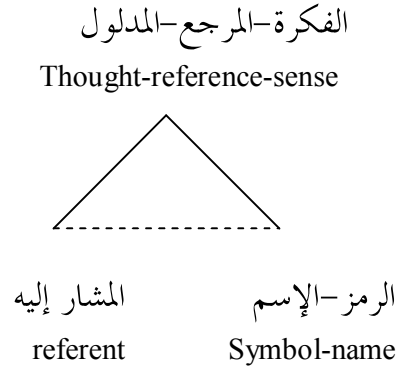 الفكرة-المرجع-المدلول
Thought-reference-sense
الرمز-الإسم
المشار إليه
referent
Symbol-name